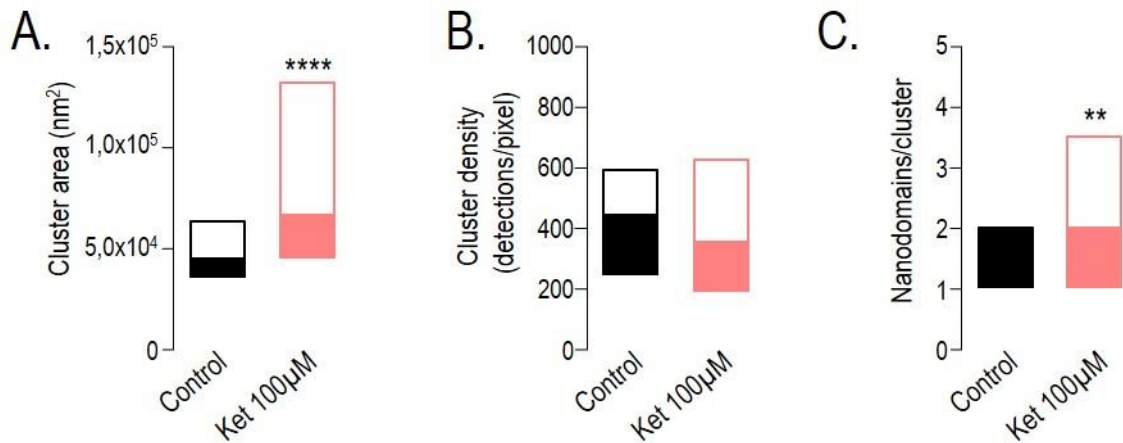 A.
Cluster area (nm²)
1,5x10⁵
1,0x10⁵
5,0x10⁴
0
****
Control
Ket 100µM
B.
Cluster density
(detections/pixel)
1000
800
600
400
200
0
Control
Ket 100µM
C.
Nanodomains/cluster
5
4
3
2
1
0
**
Control
Ket 100µM